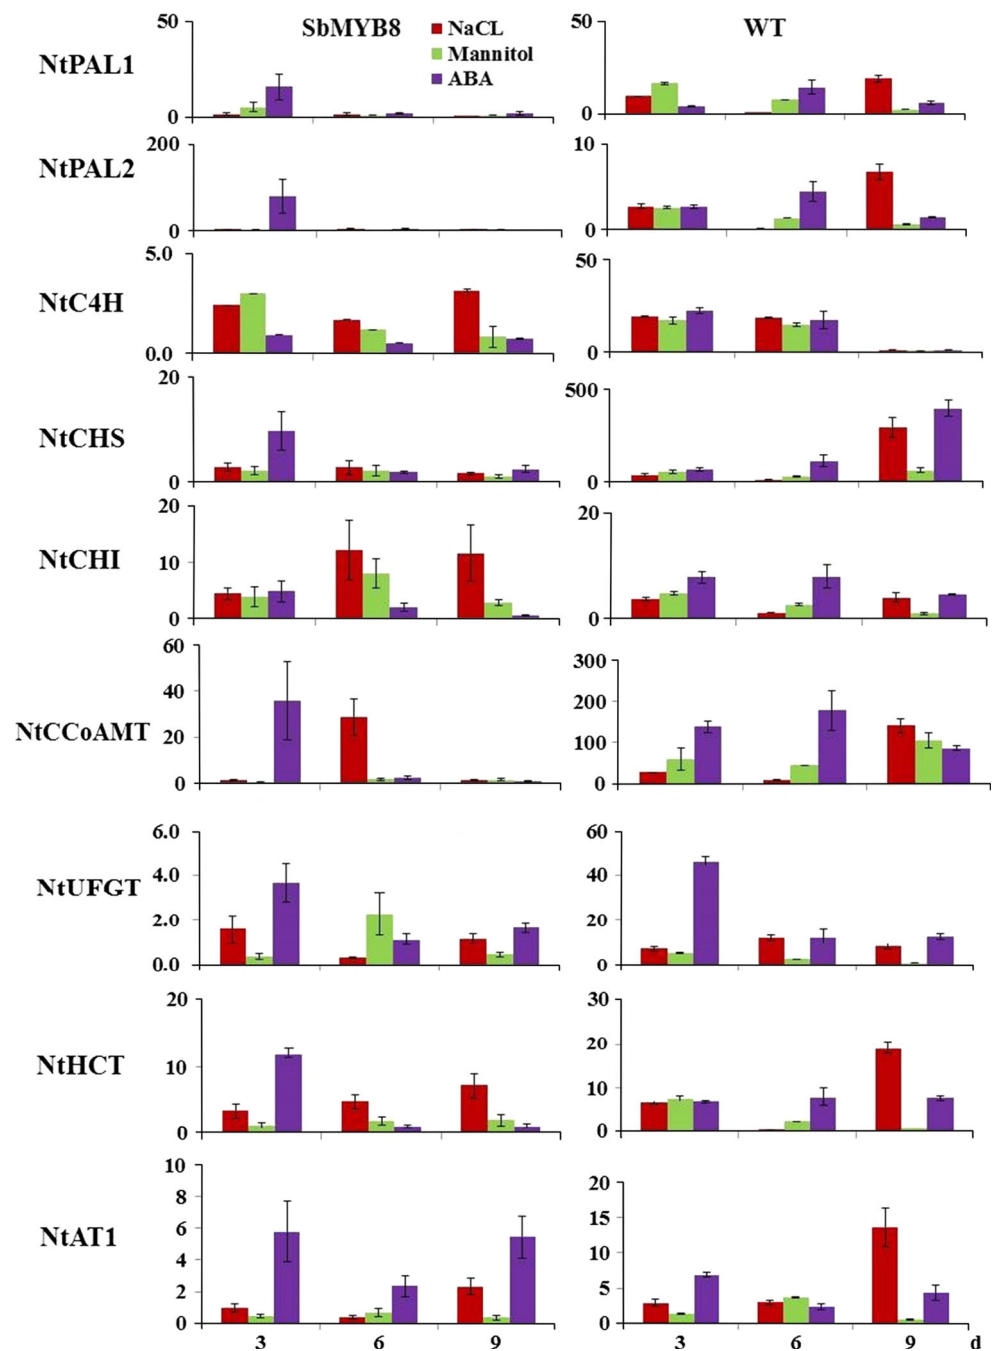 SbMYB8 WT
NaCL
Mannitol
ABA
NtPAL1 50 0 50 0
NtPAL2 200 100 0 10 5 0
NtC4H 5.0 0.0 50 0
NtCHS 20 10 0 500 0
NtCHI 20 10 0 20 0
NtCCoAMT 60 40 20 0 300 200 100 0
NtUFGT 6.0 4.0 2.0 0.0 60 40 20 0
NtHCT 20 10 0 30 20 10 0
NtAT1 10 8 6 4 2 0 20 15 10 5 0
3 6 9 3 6 9 d